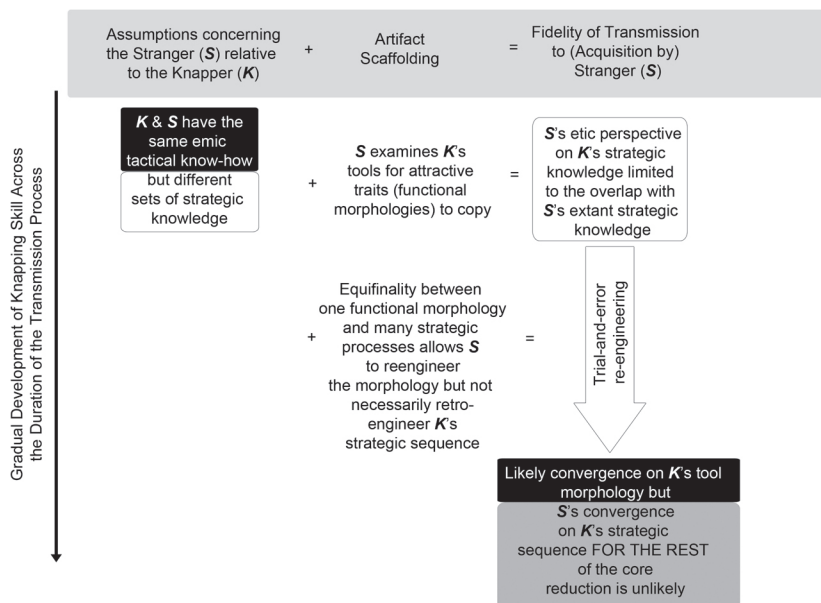 Assumptions concerning
the Stranger (S) relative
to the Knapper (K)
+
Artifact
Scaffolding
=
Fidelity of Transmission
to (Acquisition by)
Stranger (S)
Gradual Development of Knapping Skill Across
the Duration of the Transmission Process
K & S have the
same emic
tactical know-how
but different
sets of strategic
knowledge
+
S examines K's
tools for attractive
traits (functional
morphologies) to copy
=
S's etic perspective
on K's strategic
knowledge limited
to the overlap with
S's extant strategic
knowledge
+
Equifinality between
one functional morphology
and many strategic
processes allows S
to reengineer
the morphology but not
necessarily retro-
engineer K's
strategic sequence
=
Trial-and-error
re-engineering
Likely convergence on K's tool
morphology but
S's convergence
on K's strategic
sequence FOR THE REST
of the core
reduction is unlikely